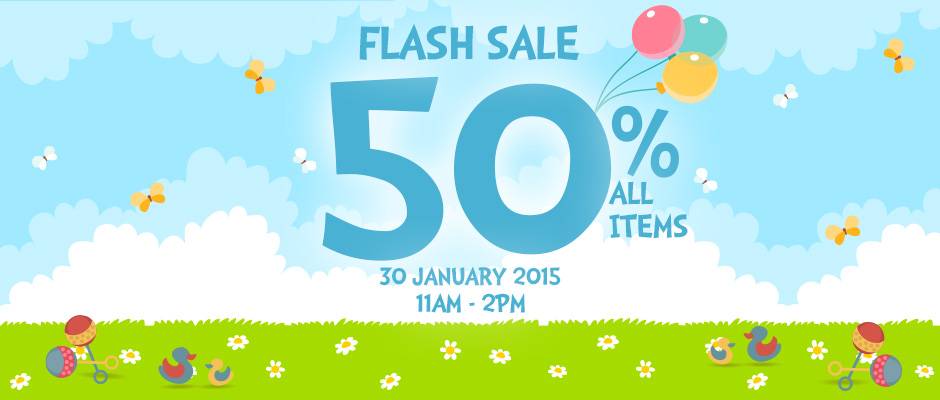 FLASH SALE
50%
ALL
ITEMS
30 JANUARY 2015
11AM - 2PM